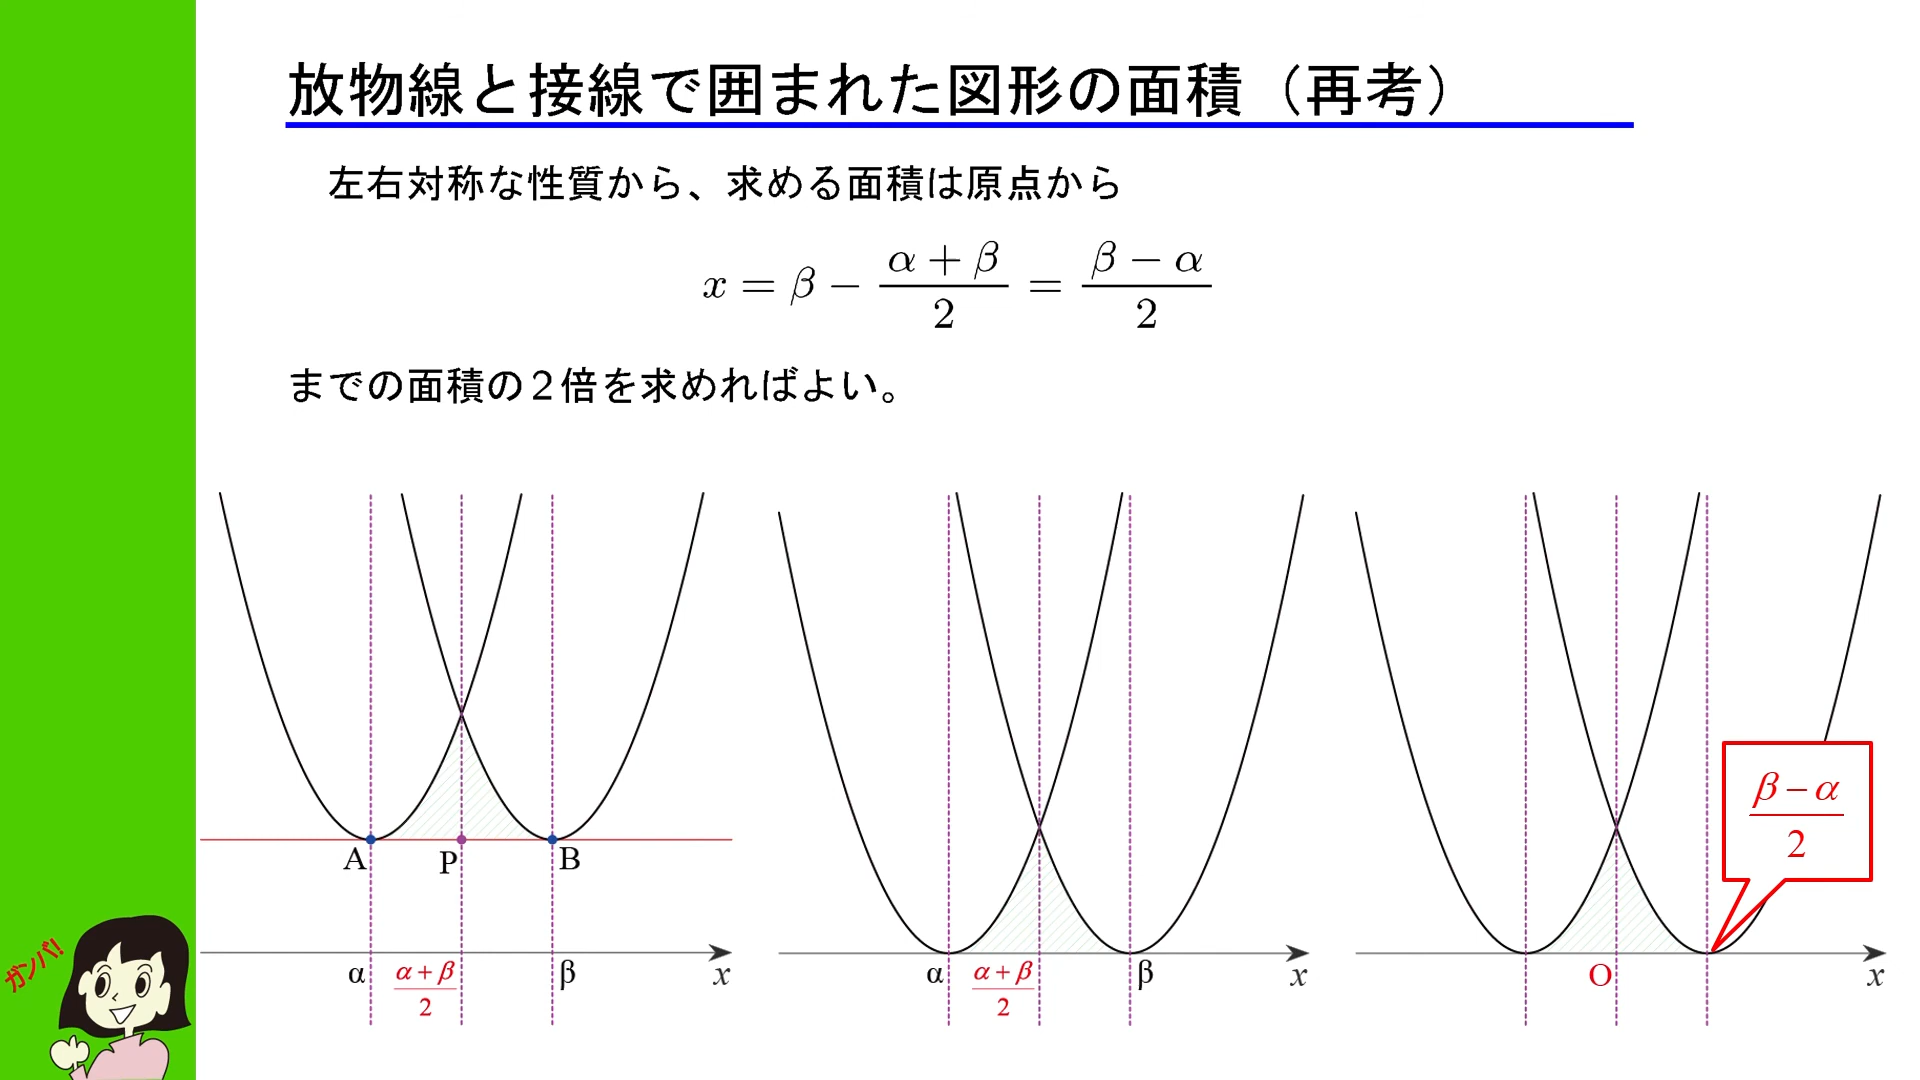 放物線と接線で囲まれた図形の面積（再考）
左右対称な性質から、求める面積は原点から
x = β − (α + β)/2 = (β − α)/2
までの面積の２倍を求めればよい。
A P B
α (α + β)/2 β x
α (α + β)/2 β x
(β − α)/2
O x
ガンバ!